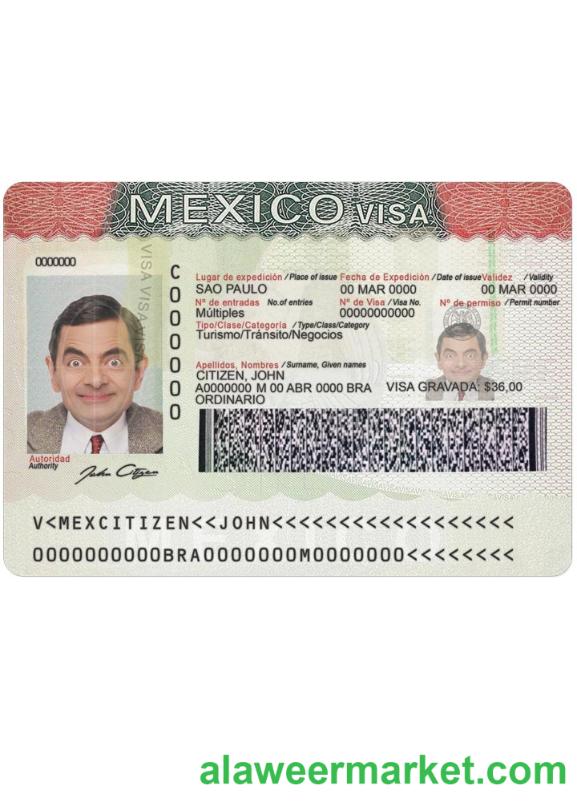 MEXICO VISA
0000000
C0000000
VISA VISA VISA
Lugar de expedición / Place of issue Fecha de Expedición / Date of issue Validez / Validity
SAO PAULO 00 MAR 0000 00 MAR 0000
N° de entradas No.of entries N° de Visa / Visa No. N° de permiso / Permit number
Múltiples 00000000000
Tipo/Clase/Categoría / Type/Class/Category
Turismo/Tránsito/Negocios
Apellidos, Nombres / Surname, Given names
CITIZEN, JOHN
A0000000 M 00 ABR 0000 BRA VISA GRAVADA: $36,00
ORDINARIO
Autoridad
Authority
John Citizen
V<MEXCITIZEN<<JOHN<<<<<<<<<<<<<<<<<<<
0000000000BRA0000000M0000000<<<<<<<<
MEXICO
alaweermarket.com